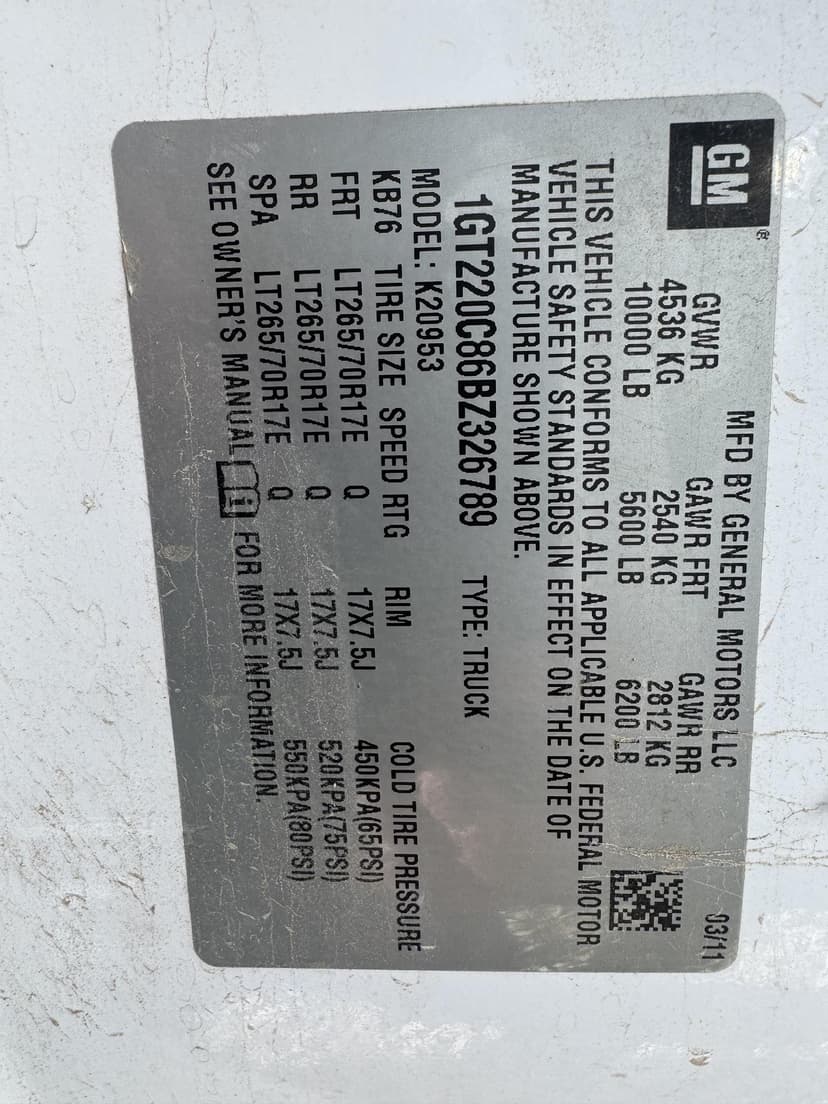 GM®
MFD BY GENERAL MOTORS LLC 03/11
GVWR GAWR FRT GAWR RR
4536 KG 2540 KG 2812 KG
10000 LB 5600 LB 6200 LB
THIS VEHICLE CONFORMS TO ALL APPLICABLE U.S. FEDERAL MOTOR
VEHICLE SAFETY STANDARDS IN EFFECT ON THE DATE OF
MANUFACTURE SHOWN ABOVE.
1GT220C86BZ326789 TYPE: TRUCK
MODEL: K20953
KB76 TIRE SIZE SPEED RTG RIM COLD TIRE PRESSURE
FRT LT265/70R17E Q 17X7.5J 450KPA(65PSI)
RR LT265/70R17E Q 17X7.5J 520KPA(75PSI)
SPA LT265/70R17E Q 17X7.5J 550KPA(80PSI)
SEE OWNER'S MANUAL i FOR MORE INFORMATION.